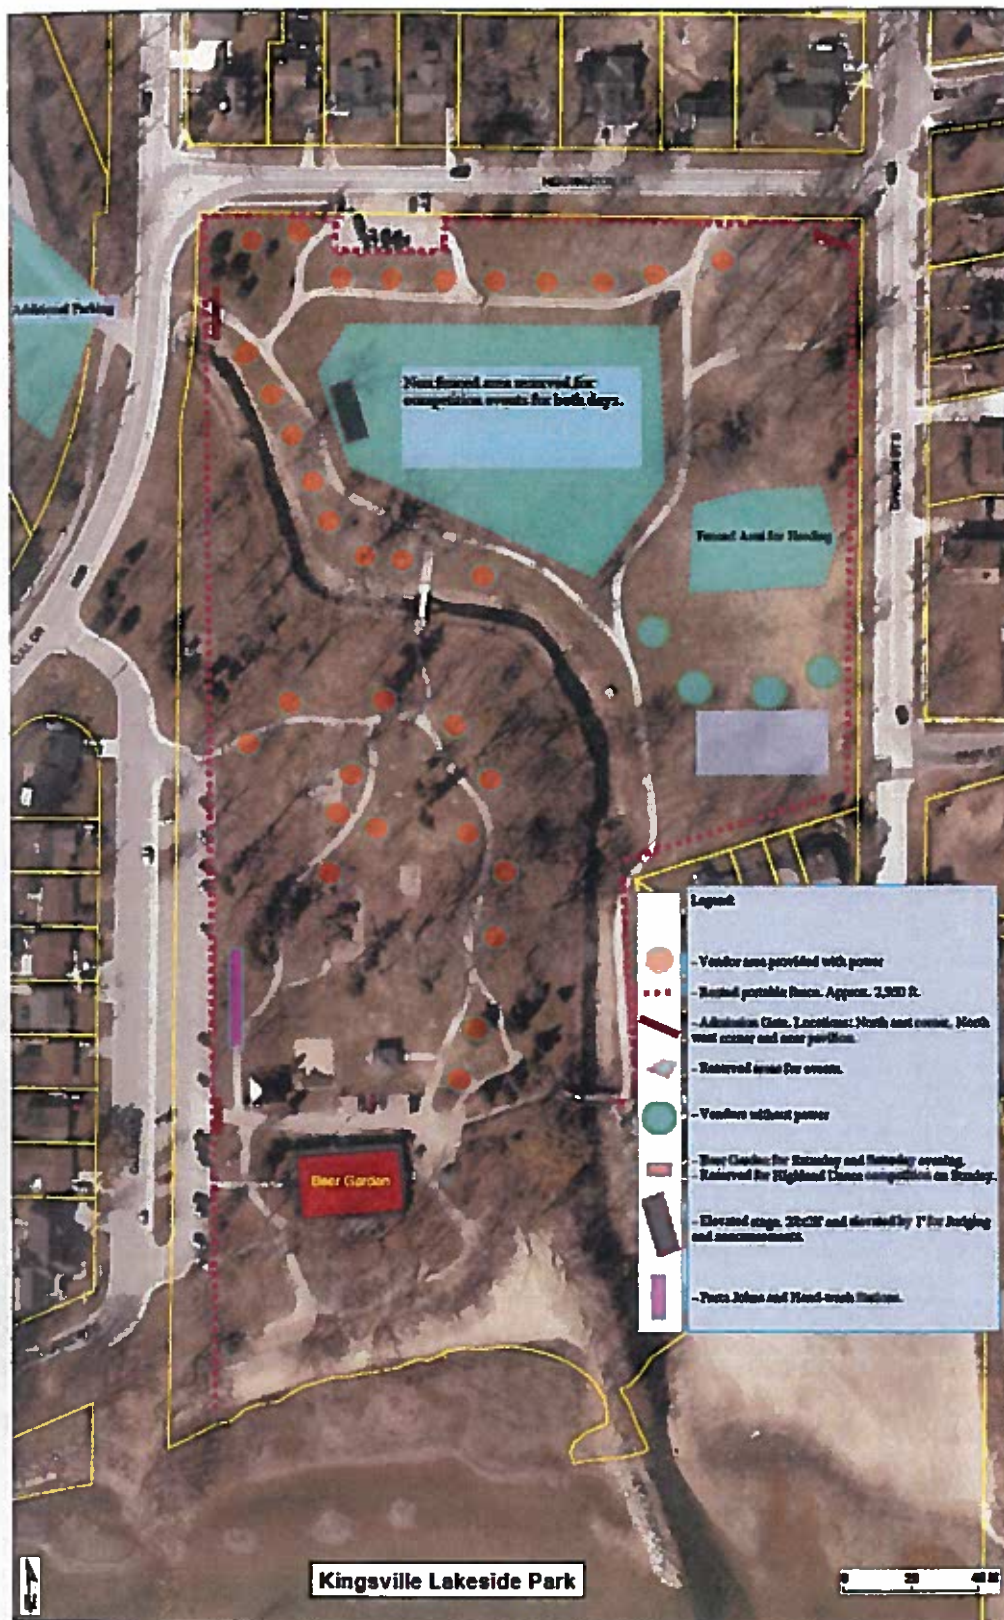 Additional Parking
Non fenced area reserved for
competition events for both days.
Fenced Area for Herding
Legend:
- Vendor area provided with power
- Rented portable fence. Approx.
- Admission Gate. Locations: North east corner, North
west corner and near pavilion.
- Reserved areas for events.
- Vendors without power
- Beer Garden for Saturday and Saturday evening.
- Reserved for Highland Dance competition on Sunday.
- Elevated stage. and elevated by 1' for Judging
and announcements.
- Porta Johns and Hand-wash Stations.
Beer Garden
Kingsville Lakeside Park
0 20 40 M